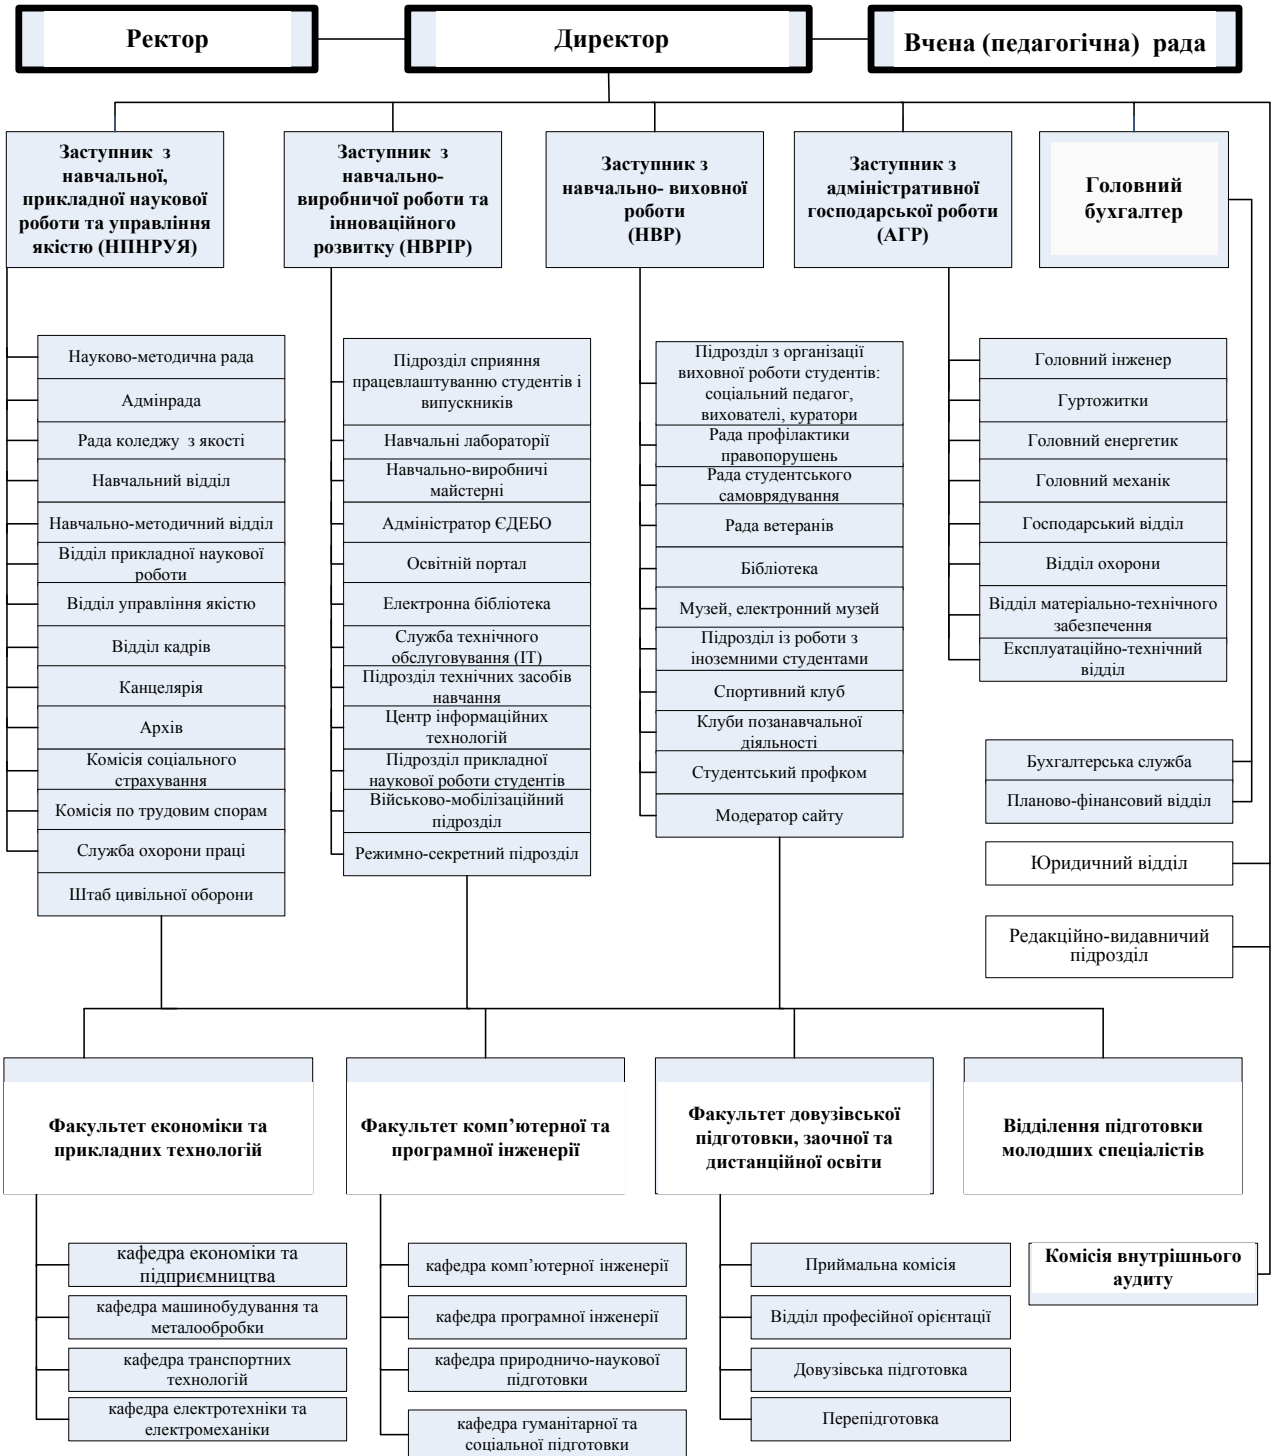 Ректор
Директор
Вчена (педагогічна) рада
Заступник з
навчальної,
прикладної наукової
роботи та управління
якістю (НПНРУЯ)
Заступник з
навчально-
виробничої роботи та
інноваційного
розвитку (НВРІР)
Заступник з
навчально- виховної
роботи
(НВР)
Заступник з
адміністративної
господарської роботи
(АГР)
Головний
бухгалтер
Науково-методична рада
Адмінрада
Рада коледжу з якості
Навчальний відділ
Навчально-методичний відділ
Відділ прикладної наукової
роботи
Відділ управління якістю
Відділ кадрів
Канцелярія
Архів
Комісія соціального
страхування
Комісія по трудовим спорам
Служба охорони праці
Штаб цивільної оборони
Підрозділ сприяння
працевлаштуванню студентів і
випускників
Навчальні лабораторії
Навчально-виробничі
майстерні
Адміністратор ЄДЕБО
Освітній портал
Електронна бібліотека
Служба технічного
обслуговування (ІТ)
Підрозділ технічних засобів
навчання
Центр інформаційних
технологій
Підрозділ прикладної
наукової роботи студентів
Військово-мобілізаційний
підрозділ
Режимно-секретний підрозділ
Підрозділ з організації
виховної роботи студентів:
соціальний педагог,
вихователі, куратори
Рада профілактики
правопорушень
Рада студентського
самоврядування
Рада ветеранів
Бібліотека
Музей, електронний музей
Підрозділ із роботи з
іноземними студентами
Спортивний клуб
Клуби позанавчальної
діяльності
Студентський профком
Модератор сайту
Головний інженер
Гуртожитки
Головний енергетик
Головний механік
Господарський відділ
Відділ охорони
Відділ матеріально-технічного
забезпечення
Експлуатаційно-технічний
відділ
Бухгалтерська служба
Планово-фінансовий відділ
Юридичний відділ
Редакційно-видавничий
підрозділ
Факультет економіки та
прикладних технологій
Факультет комп’ютерної та
програмної інженерії
Факультет довузівської
підготовки, заочної та
дистанційної освіти
Відділення підготовки
молодших спеціалістів
кафедра економіки та
підприємництва
кафедра машинобудування та
металообробки
кафедра транспортних
технологій
кафедра електротехніки та
електромеханіки
кафедра комп’ютерної інженерії
кафедра програмної інженерії
кафедра природничо-наукової
підготовки
кафедра гуманітарної та
соціальної підготовки
Приймальна комісія
Відділ професійної орієнтації
Довузівська підготовка
Перепідготовка
Комісія внутрішнього
аудиту